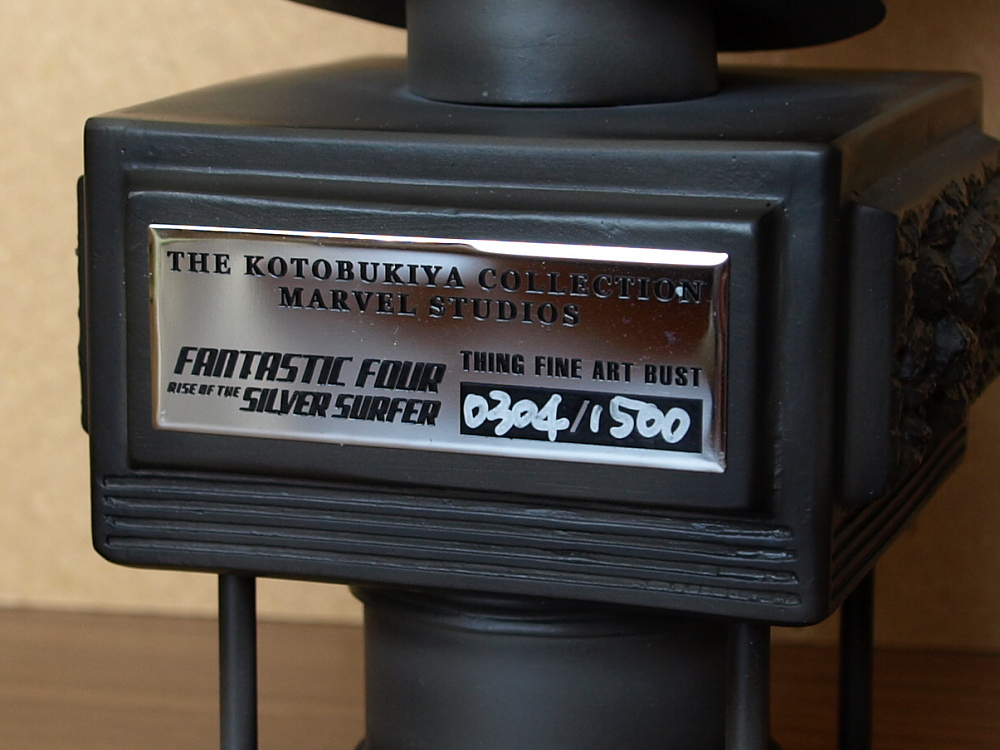 THE KOTOBUKIYA COLLECTION
MARVEL STUDIOS
FANTASTIC FOUR
RISE OF THE SILVER SURFER
THING FINE ART BUST
0304/1500